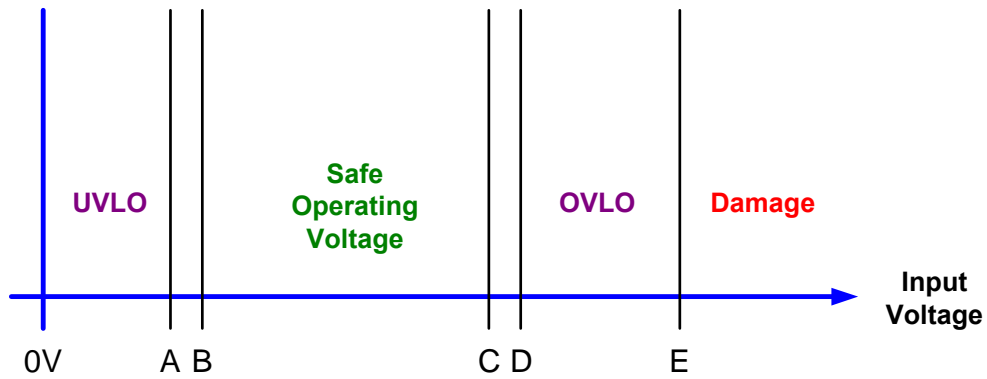 UVLO
Safe
Operating
Voltage
OVLO
Damage
Input
Voltage
0V
A
B
C
D
E